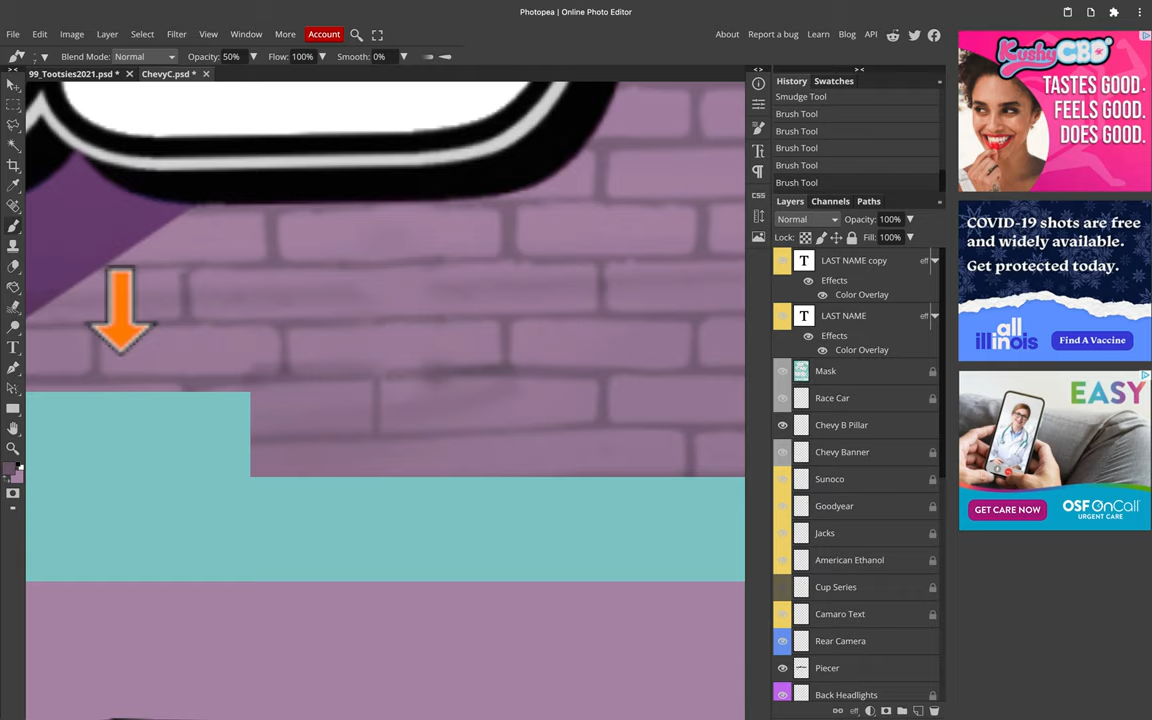 Photopea | Online Photo Editor
File Edit Image Layer Select Filter View Window More Account
About Report a bug Learn Blog API
Blend Mode: Normal Opacity: 50% Flow: 100% Smooth: 0%
99_Tootsies2021.psd * ChevyC.psd *
History Swatches
Smudge Tool
Brush Tool
Brush Tool
Brush Tool
Brush Tool
Brush Tool
Layers Channels Paths
Normal Opacity: 100%
Lock: Fill: 100%
T LAST NAME copy eff
Effects
Color Overlay
T LAST NAME eff
Effects
Color Overlay
Mask
Race Car
Chevy B Pillar
Chevy Banner
Sunoco
Goodyear
Jacks
American Ethanol
Cup Series
Camaro Text
Rear Camera
Piecer
Back Headlights
eff
CSS
Kushy CBD
TASTES GOOD.
FEELS GOOD.
DOES GOOD.
COVID-19 shots are free
and widely available.
Get protected today.
all
illinois
Find A Vaccine
EASY
GET CARE NOW
OSF OnCall
URGENT CARE